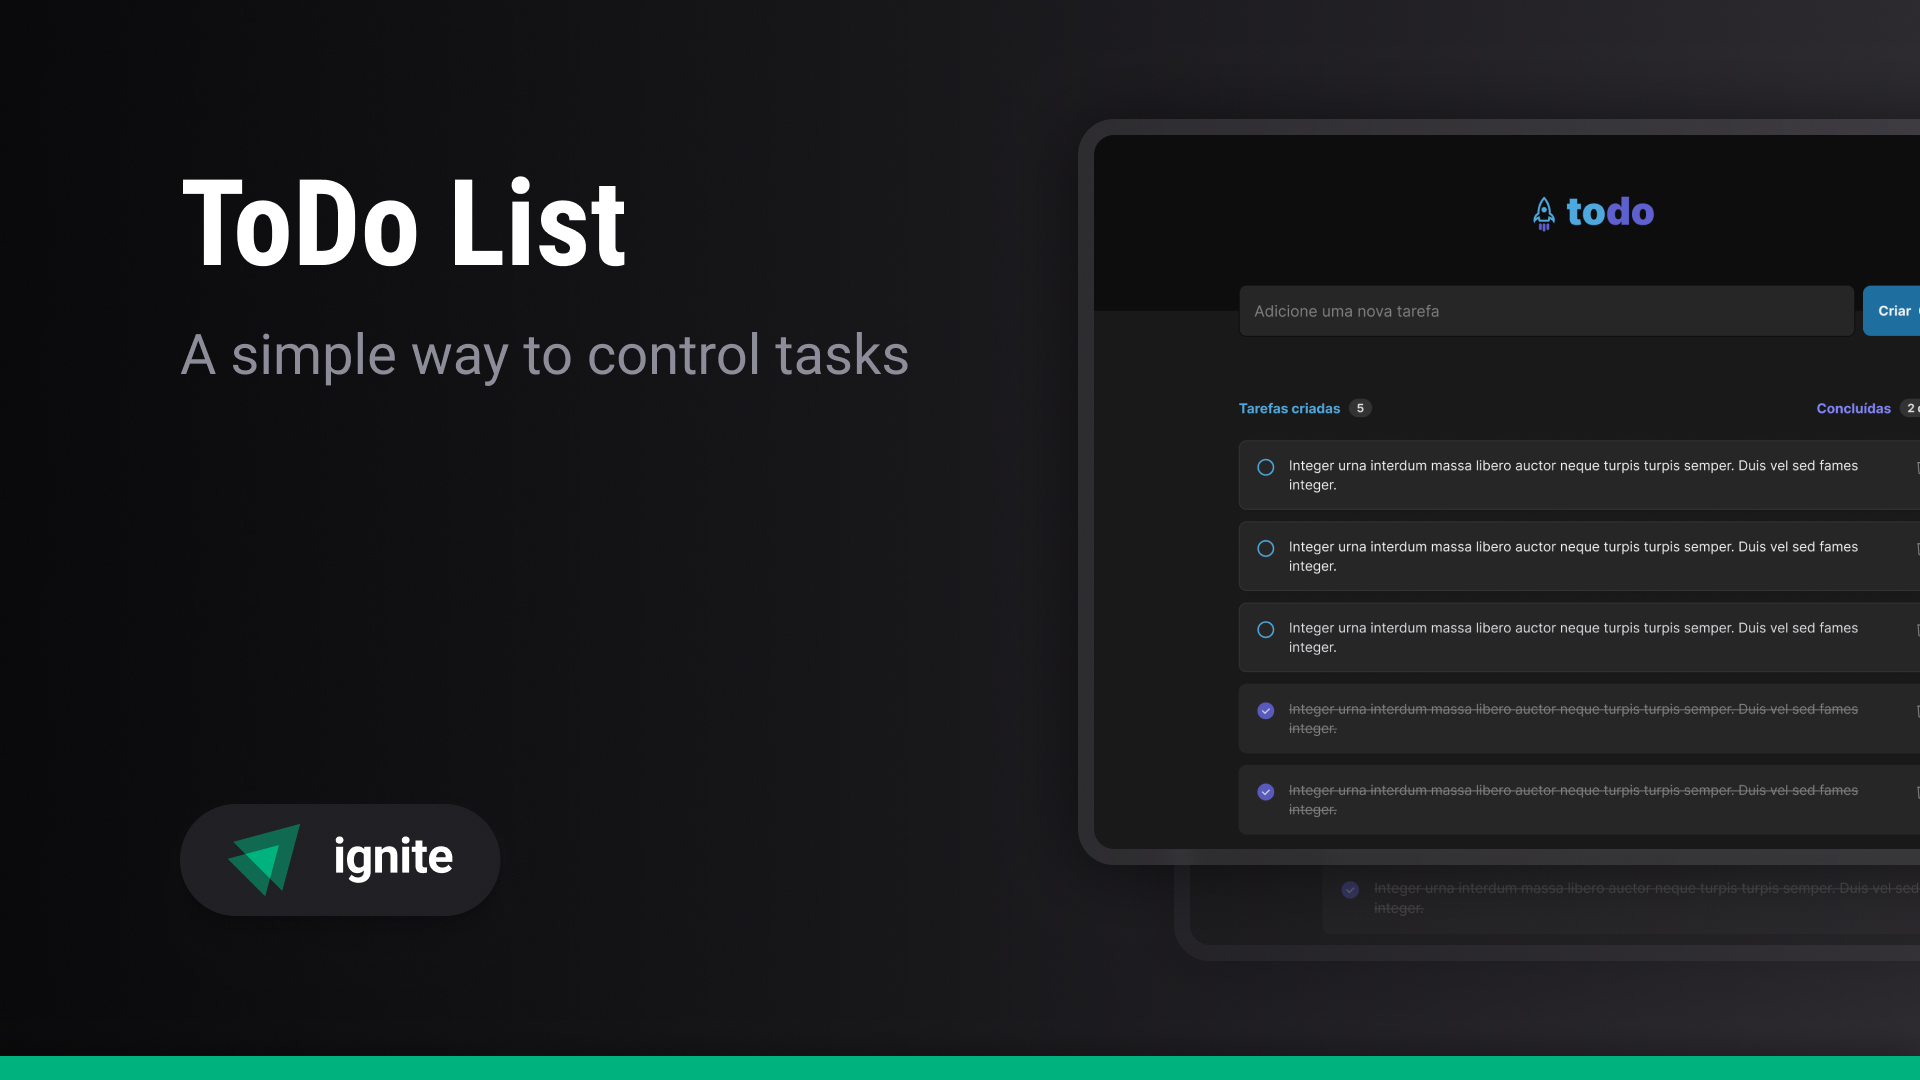 ToDo List
A simple way to control tasks
ignite
todo
Adicione uma nova tarefa
Criar
Tarefas criadas 5
Concluídas 2
Integer urna interdum massa libero auctor neque turpis turpis semper. Duis vel sed fames
integer.
Integer urna interdum massa libero auctor neque turpis turpis semper. Duis vel sed fames
integer.
Integer urna interdum massa libero auctor neque turpis turpis semper. Duis vel sed fames
integer.
Integer urna interdum massa libero auctor neque turpis turpis semper. Duis vel sed fames
integer.
Integer urna interdum massa libero auctor neque turpis turpis semper. Duis vel sed fames
integer.
Integer urna interdum massa libero auctor neque turpis turpis semper. Duis vel sed
integer.